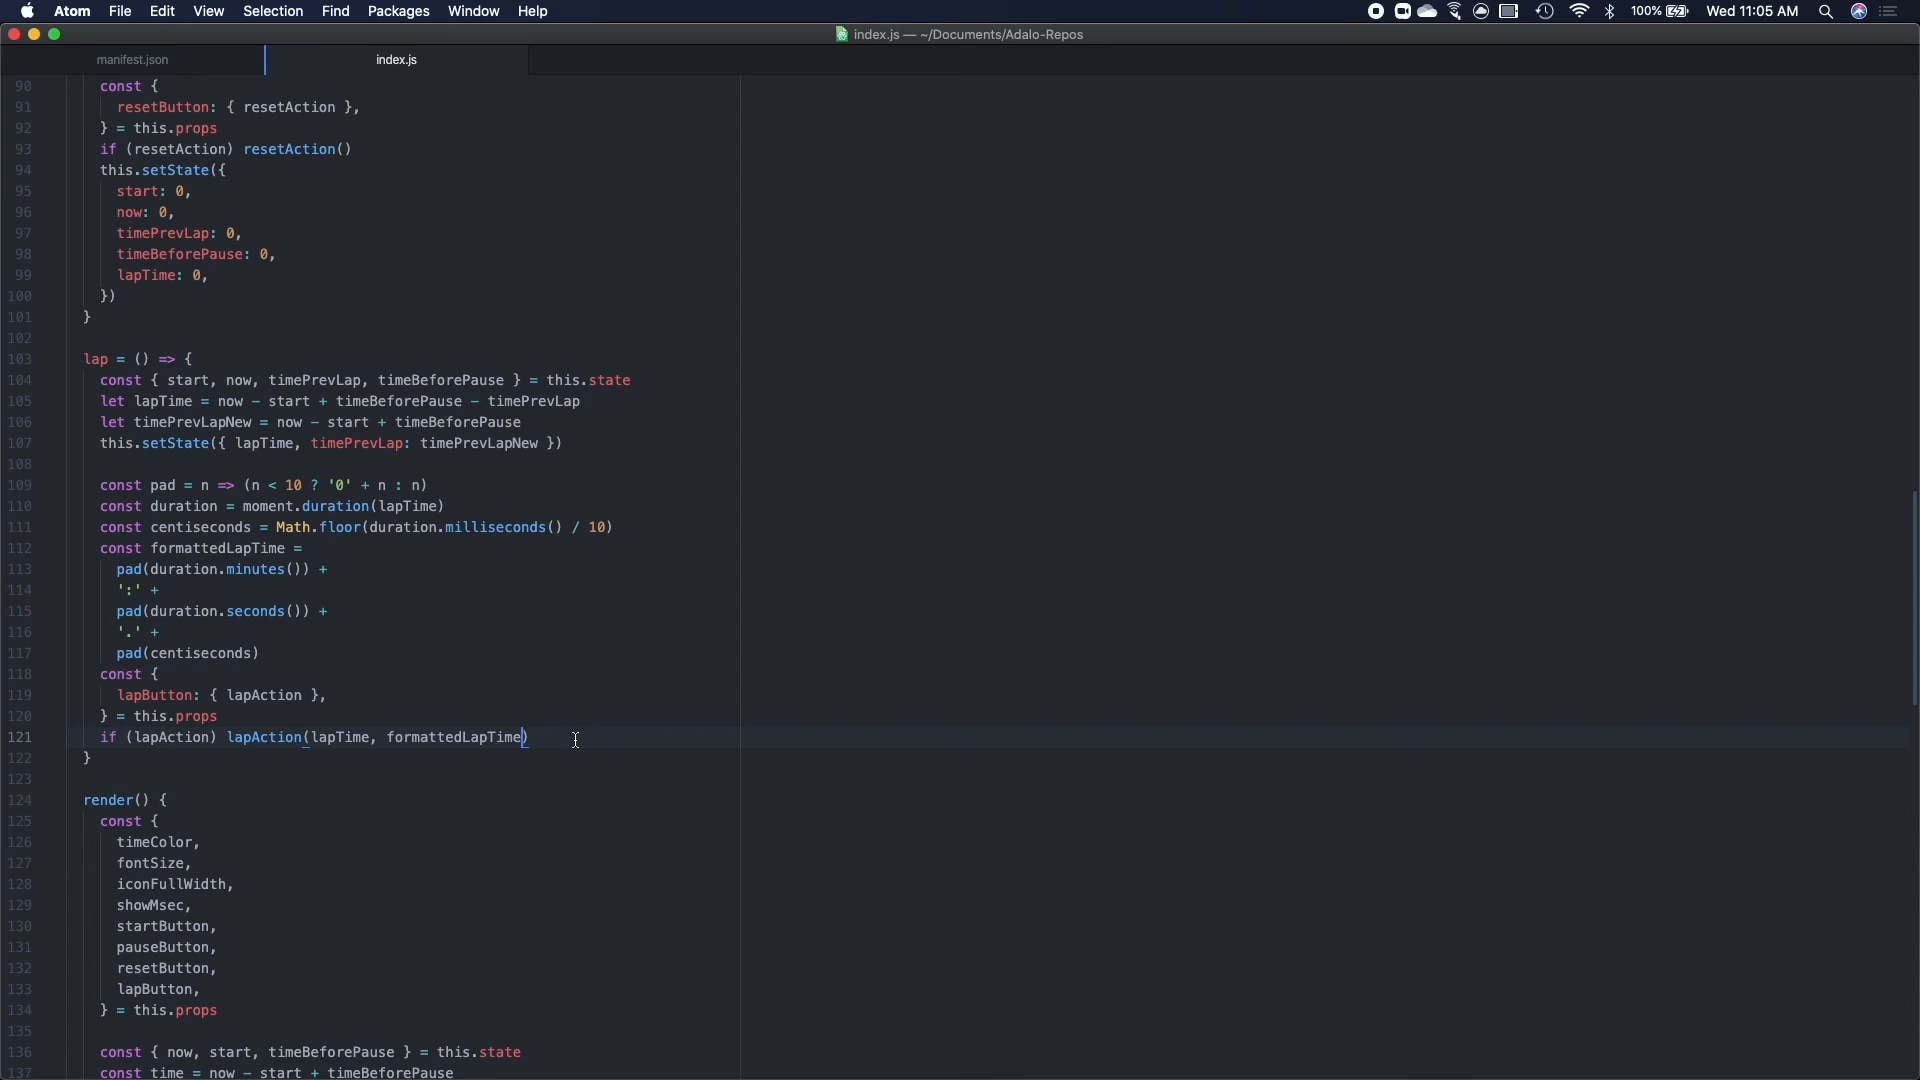 Atom File Edit View Selection Find Packages Window Help 100% Wed 11:05 AM
index.js — ~/Documents/Adalo-Repos
manifest.json index.js
90 const {
91 resetButton: { resetAction },
92 } = this.props
93 if (resetAction) resetAction()
94 this.setState({
95 start: 0,
96 now: 0,
97 timePrevLap: 0,
98 timeBeforePause: 0,
99 lapTime: 0,
100 })
101 }
102
103 lap = () => {
104 const { start, now, timePrevLap, timeBeforePause } = this.state
105 let lapTime = now - start + timeBeforePause - timePrevLap
106 let timePrevLapNew = now - start + timeBeforePause
107 this.setState({ lapTime, timePrevLap: timePrevLapNew })
108
109 const pad = n => (n < 10 ? '0' + n : n)
110 const duration = moment.duration(lapTime)
111 const centiseconds = Math.floor(duration.milliseconds() / 10)
112 const formattedLapTime =
113 pad(duration.minutes()) +
114 ':' +
115 pad(duration.seconds()) +
116 '.' +
117 pad(centiseconds)
118 const {
119 lapButton: { lapAction },
120 } = this.props
121 if (lapAction) lapAction(lapTime, formattedLapTime)
122 }
123
124 render() {
125 const {
126 timeColor,
127 fontSize,
128 iconFullWidth,
129 showMsec,
130 startButton,
131 pauseButton,
132 resetButton,
133 lapButton,
134 } = this.props
135
136 const { now, start, timeBeforePause } = this.state
137 const time = now - start + timeBeforePause